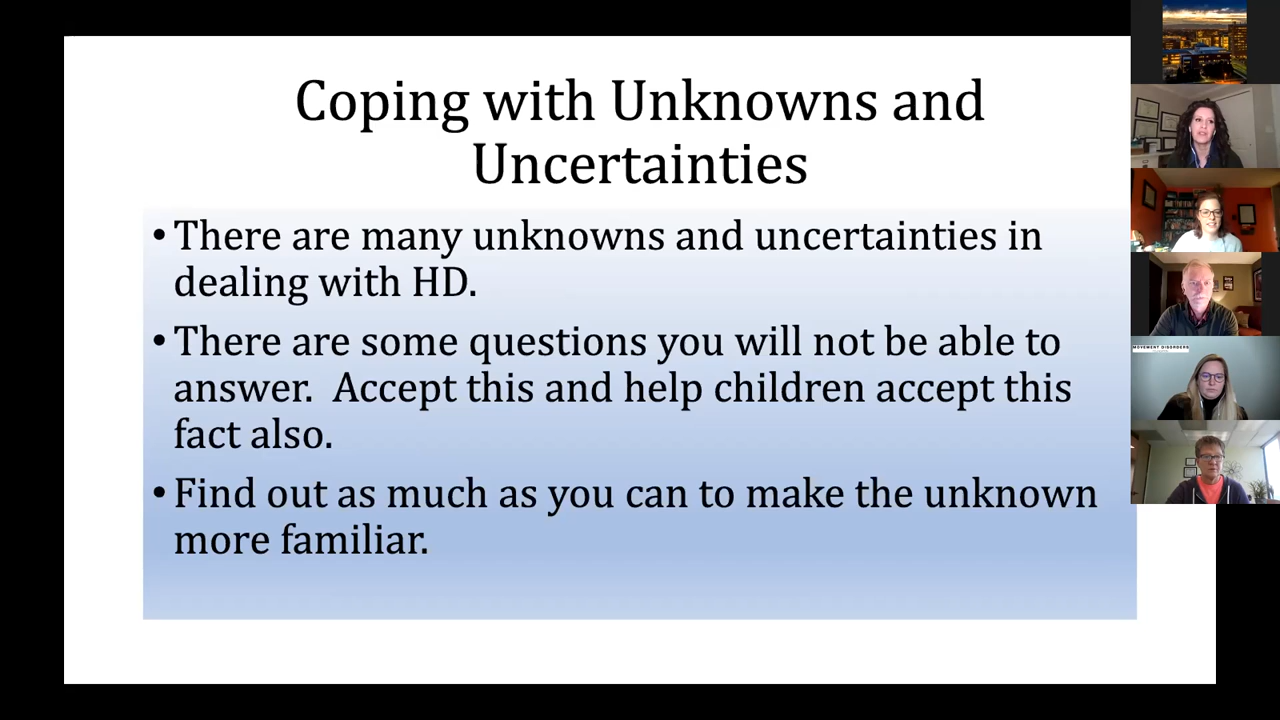 Coping with Unknowns and
Uncertainties
• There are many unknowns and uncertainties in
dealing with HD.
• There are some questions you will not be able to
answer.  Accept this and help children accept this
fact also.
• Find out as much as you can to make the unknown
more familiar.
MOVEMENT DISORDERS